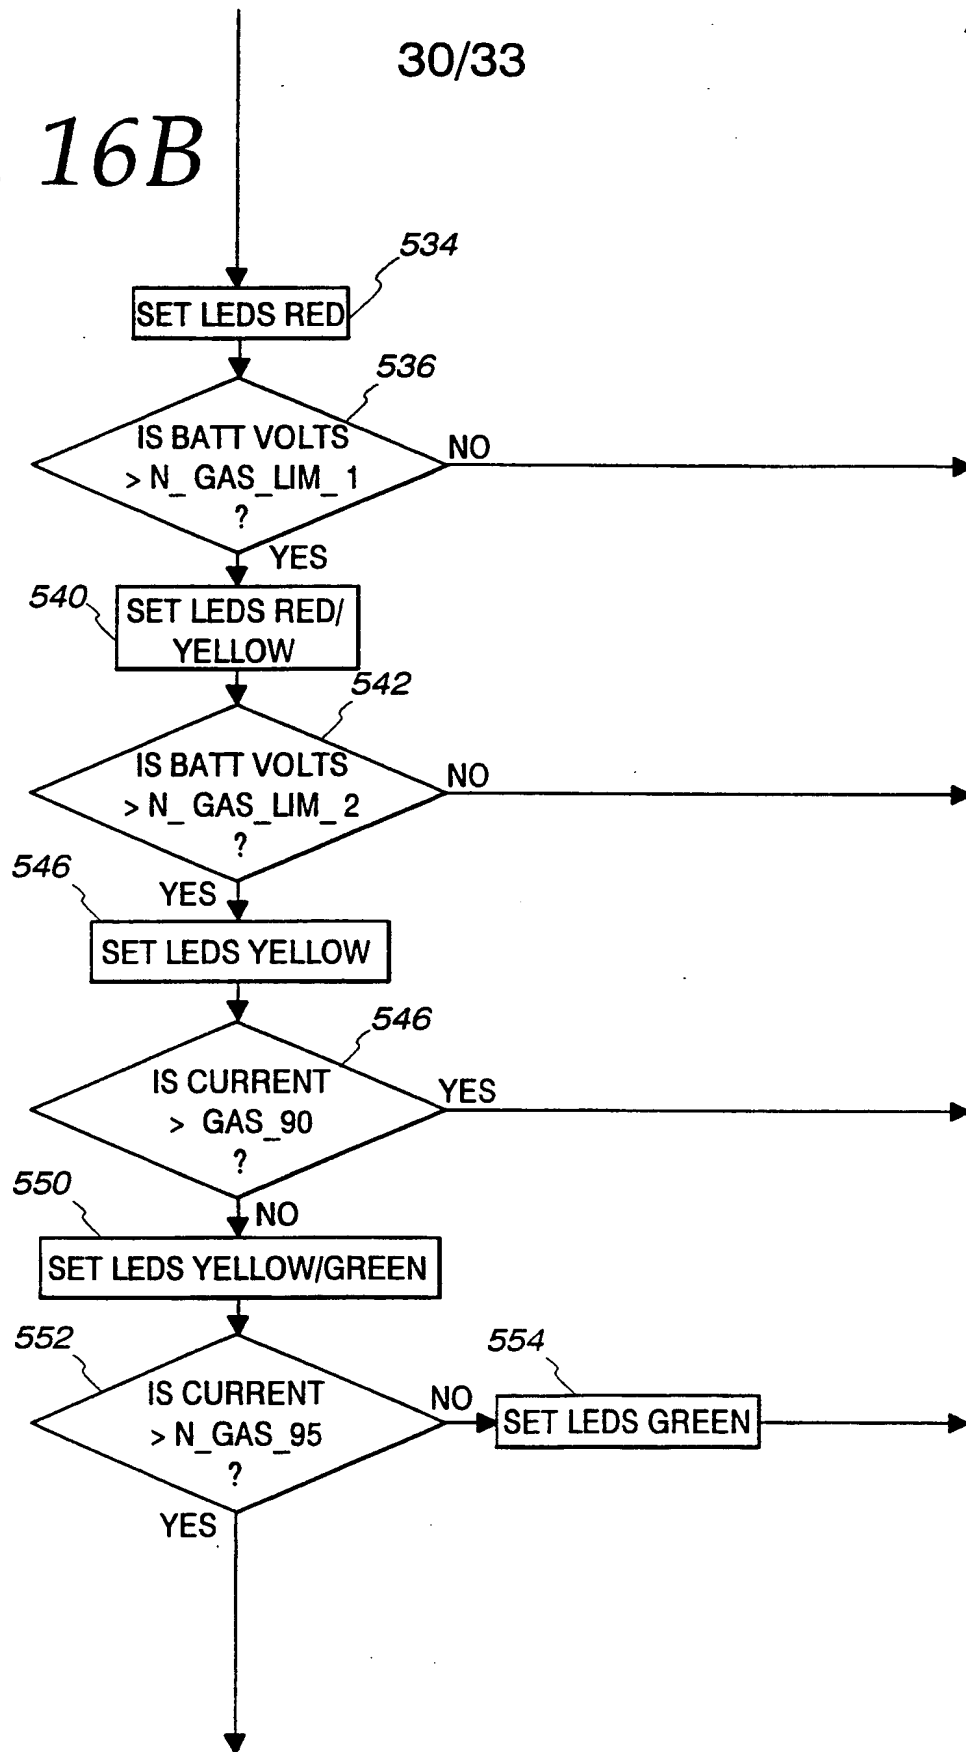 30/33
16B
534
SET LEDS RED
536
IS BATT VOLTS
> N_ GAS_LIM_ 1
?
NO
YES
540
SET LEDS RED/
YELLOW
542
IS BATT VOLTS
> N_ GAS_LIM_ 2
?
NO
YES
546
SET LEDS YELLOW
546
IS CURRENT
> GAS_90
?
YES
NO
550
SET LEDS YELLOW/GREEN
552
IS CURRENT
> N_GAS_95
?
NO
554
SET LEDS GREEN
YES